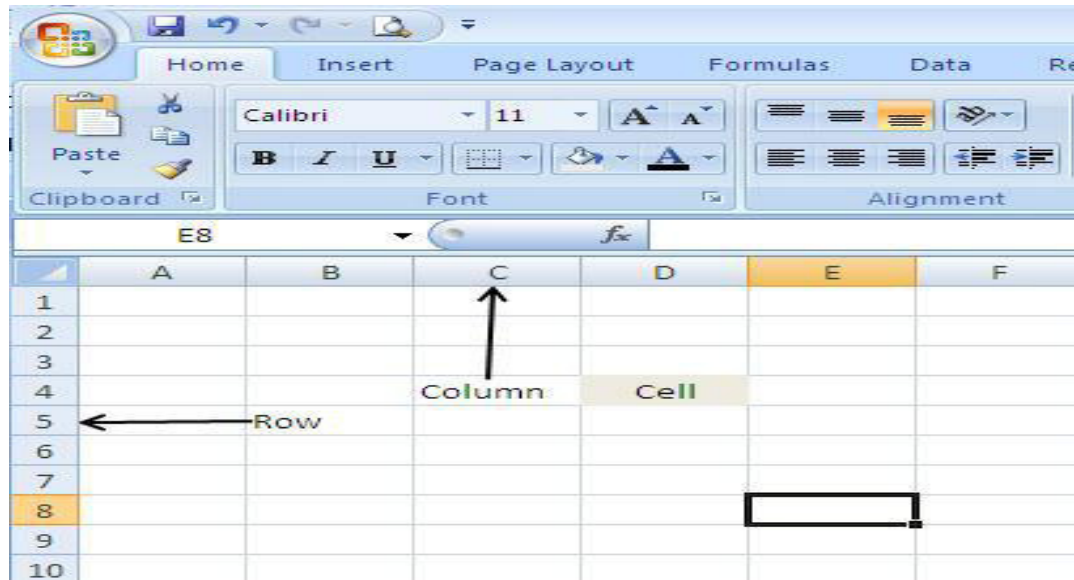 Home Insert Page Layout Formulas Data Re
Calibri 11 A A
Paste
B I U A
Clipboard Font Alignment
E8 fx
A B C D E F
1
2
3
4 Column Cell
5 Row
6
7
8
9
10